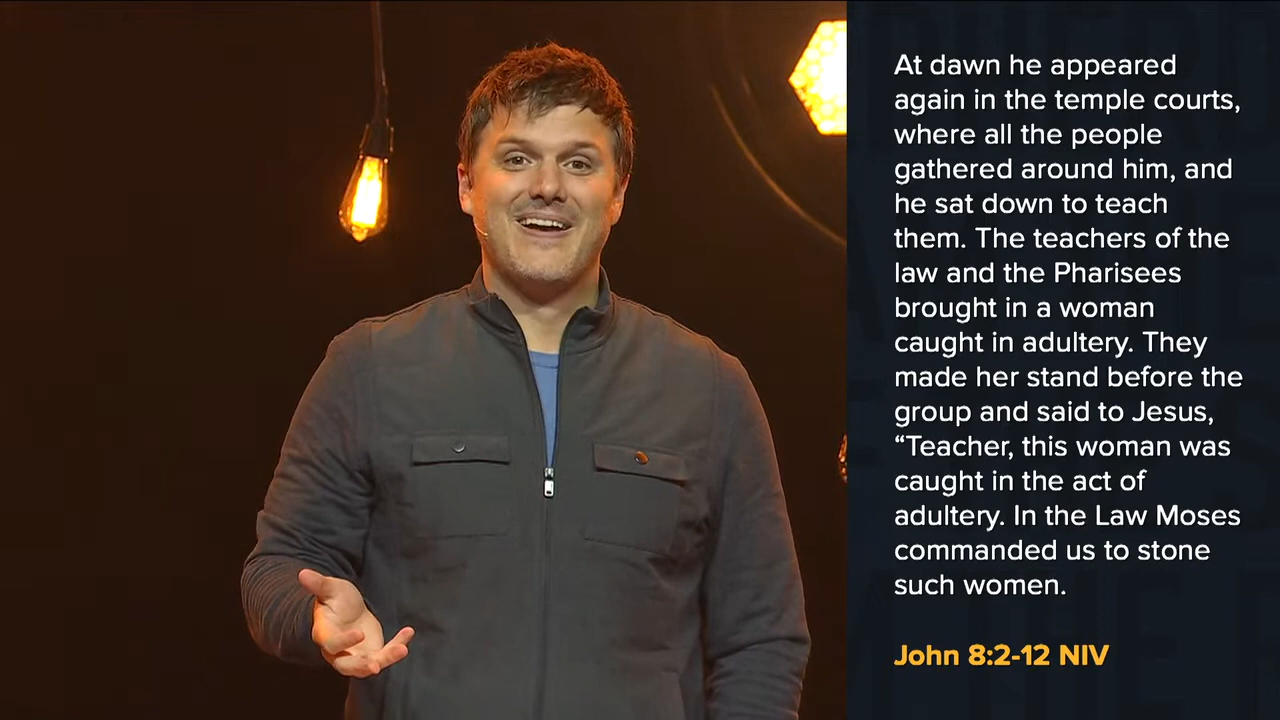 At dawn he appeared
again in the temple courts,
where all the people
gathered around him, and
he sat down to teach
them. The teachers of the
law and the Pharisees
brought in a woman
caught in adultery. They
made her stand before the
group and said to Jesus,
“Teacher, this woman was
caught in the act of
adultery. In the Law Moses
commanded us to stone
such women.
John 8:2-12 NIV